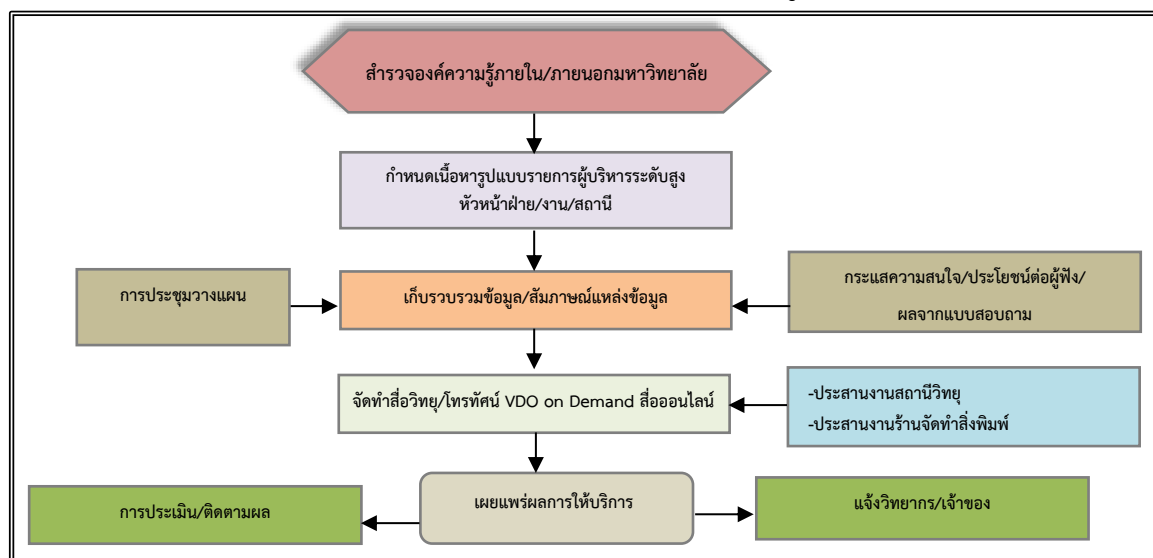 สำรวจองค์ความรู้ภายใน/ภายนอกมหาวิทยาลัย
กำหนดเนื้อหารูปแบบรายการผู้บริหารระดับสูง
หัวหน้าฝ่าย/งาน/สถานี
การประชุมวางแผน
เก็บรวบรวมข้อมูล/สัมภาษณ์แหล่งข้อมูล
กระแสความสนใจ/ประโยชน์ต่อผู้ฟัง/
ผลจากแบบสอบถาม
จัดทำสื่อวิทยุ/โทรทัศน์ VDO on Demand สื่อออนไลน์
-ประสานงานสถานีวิทยุ
-ประสานงานร้านจัดทำสิ่งพิมพ์
การประเมิน/ติดตามผล
เผยแพร่ผลการให้บริการ
แจ้งวิทยากร/เจ้าของ